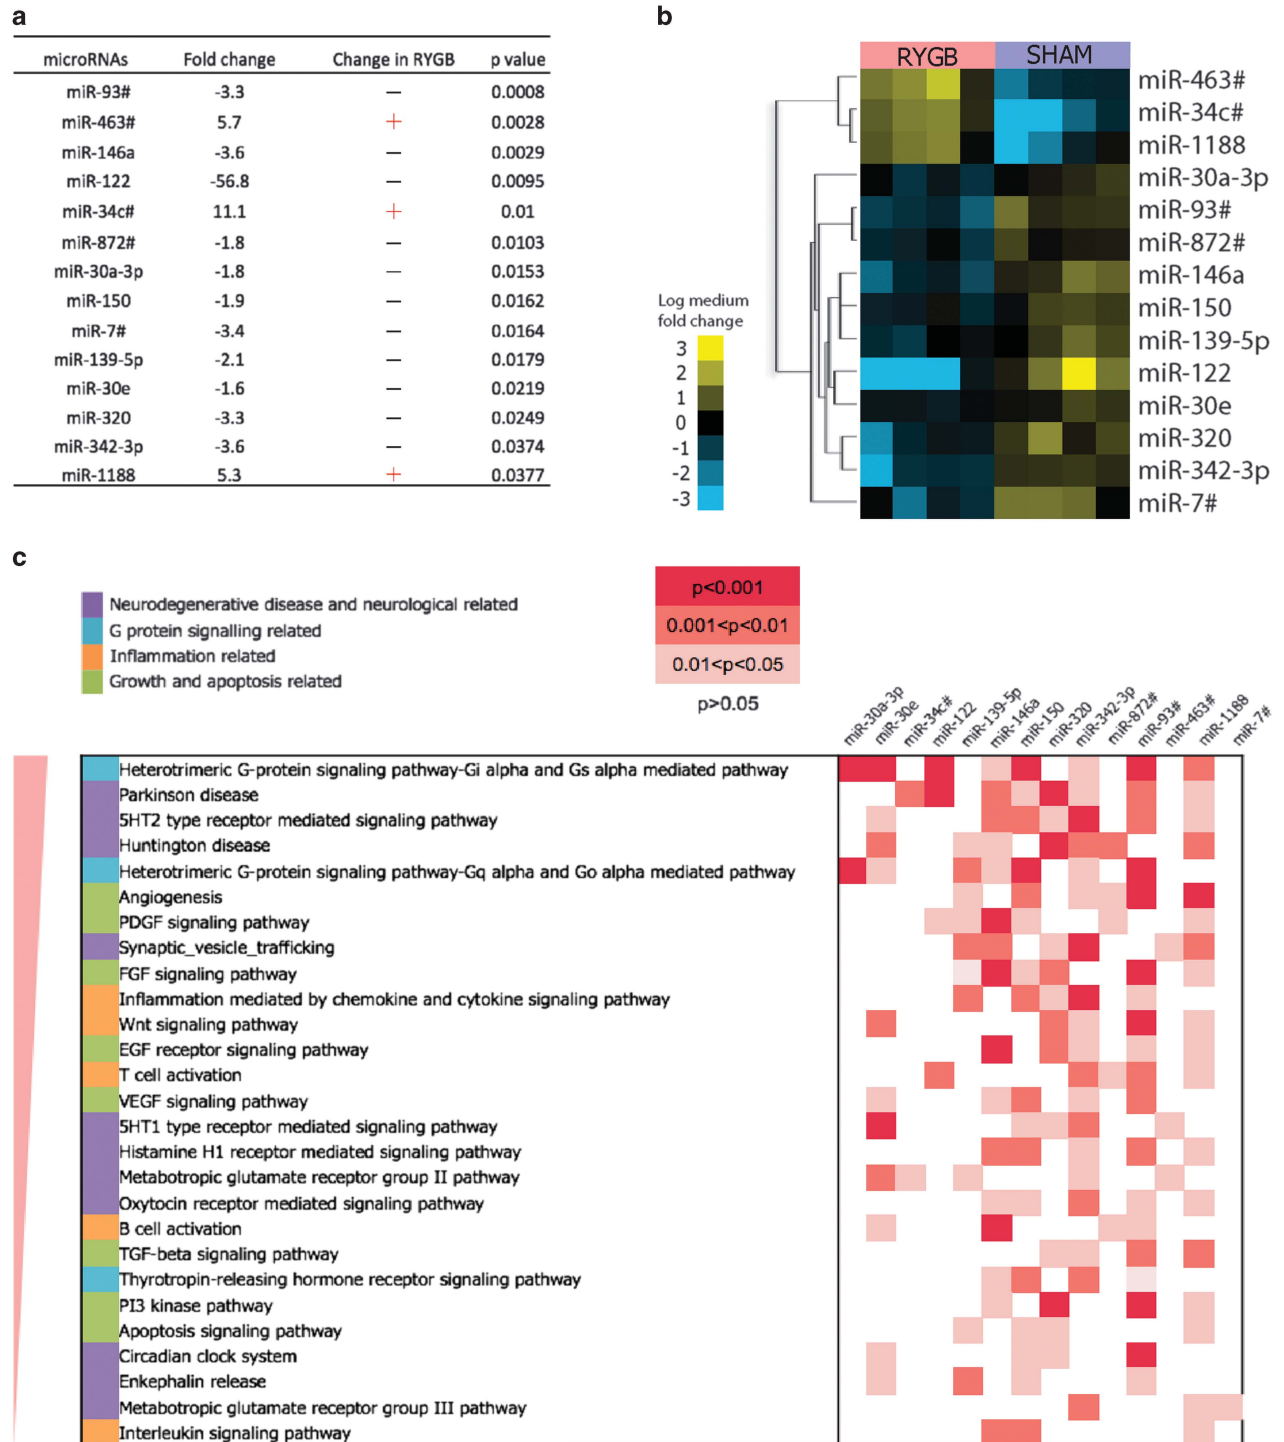 a
microRNAs Fold change Change in RYGB p value
miR-93# -3.3 — 0.0008
miR-463# 5.7 + 0.0028
miR-146a -3.6 — 0.0029
miR-122 -56.8 — 0.0095
miR-34c# 11.1 + 0.01
miR-872# -1.8 — 0.0103
miR-30a-3p -1.8 — 0.0153
miR-150 -1.9 — 0.0162
miR-7# -3.4 — 0.0164
miR-139-5p -2.1 — 0.0179
miR-30e -1.6 — 0.0219
miR-320 -3.3 — 0.0249
miR-342-3p -3.6 — 0.0374
miR-1188 5.3 + 0.0377
b
RYGB SHAM
miR-463#
miR-34c#
miR-1188
miR-30a-3p
miR-93#
miR-872#
miR-146a
miR-150
miR-139-5p
miR-122
miR-30e
miR-320
miR-342-3p
miR-7#
Log medium
fold change
3
2
1
0
-1
-2
-3
c
Neurodegenerative disease and neurological related
G protein signalling related
Inflammation related
Growth and apoptosis related
p<0.001
0.001<p<0.01
0.01<p<0.05
p>0.05
miR-30a-3p
miR-30e
miR-34c#
miR-122
miR-139-5p
miR-146a
miR-150
miR-320
miR-342-3p
miR-872#
miR-93#
miR-463#
miR-1188
miR-7#
Heterotrimeric G-protein signaling pathway-Gi alpha and Gs alpha mediated pathway
Parkinson disease
5HT2 type receptor mediated signaling pathway
Huntington disease
Heterotrimeric G-protein signaling pathway-Gq alpha and Go alpha mediated pathway
Angiogenesis
PDGF signaling pathway
Synaptic_vesicle_trafficking
FGF signaling pathway
Inflammation mediated by chemokine and cytokine signaling pathway
Wnt signaling pathway
EGF receptor signaling pathway
T cell activation
VEGF signaling pathway
5HT1 type receptor mediated signaling pathway
Histamine H1 receptor mediated signaling pathway
Metabotropic glutamate receptor group II pathway
Oxytocin receptor mediated signaling pathway
B cell activation
TGF-beta signaling pathway
Thyrotropin-releasing hormone receptor signaling pathway
PI3 kinase pathway
Apoptosis signaling pathway
Circadian clock system
Enkephalin release
Metabotropic glutamate receptor group III pathway
Interleukin signaling pathway